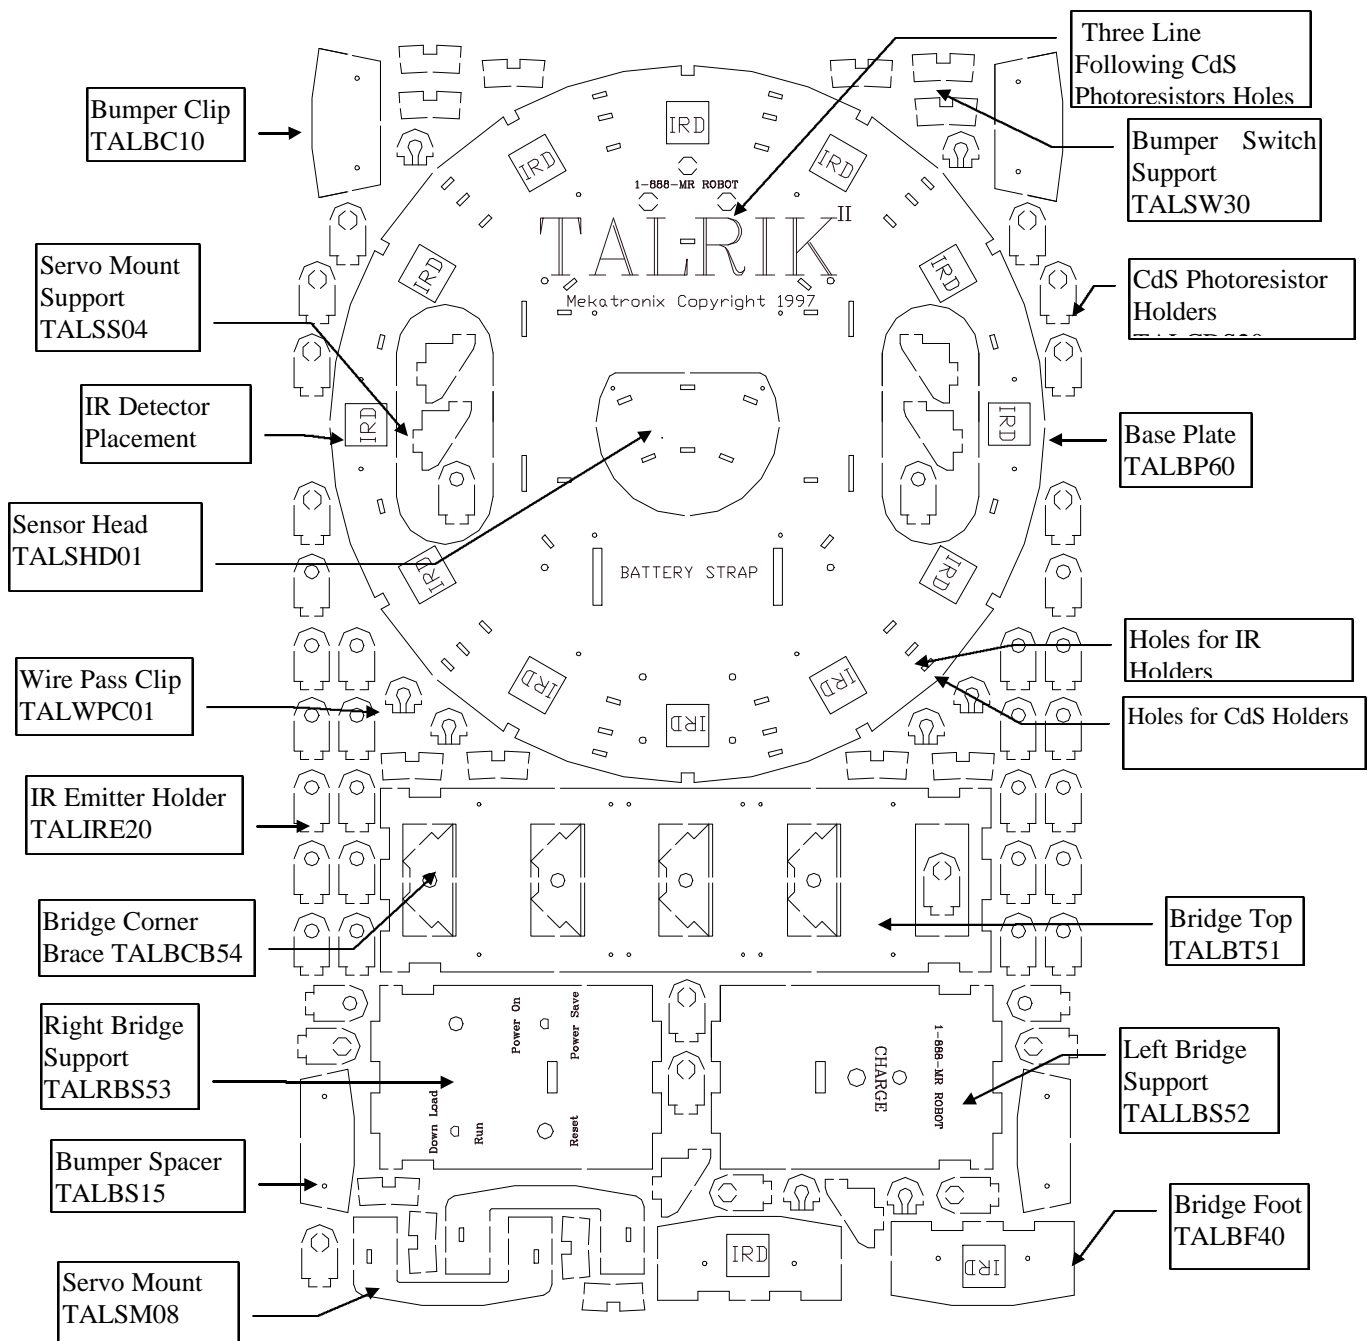 Three Line
Following CdS
Photoresistors Holes
Bumper Clip
TALBC10
Bumper Switch
Support
TALSW30
IRD
IRD
IRD
1-888-MR ROBOT
TALRIK II
Mekatronix Copyright 1997
Servo Mount
Support
TALSS04
IRD
IRD
CdS Photoresistor
Holders
IR Detector
Placement
IRD
IRD
Base Plate
TALBP60
Sensor Head
TALSHD01
IRD
BATTERY STRAP
IRD
Holes for IR
Holders
Wire Pass Clip
TALWPC01
IRD
IRD
IRD
Holes for CdS Holders
IR Emitter Holder
TALIRE20
Bridge Corner
Brace TALBCB54
Bridge Top
TALBT51
Right Bridge
Support
TALRBS53
Power On
Power Save
Down Load
Run
Reset
CHARGE
1-888-MR ROBOT
Left Bridge
Support
TALLBS52
Bumper Spacer
TALBS15
Bridge Foot
TALBF40
IRD
IRD
Servo Mount
TALSM08